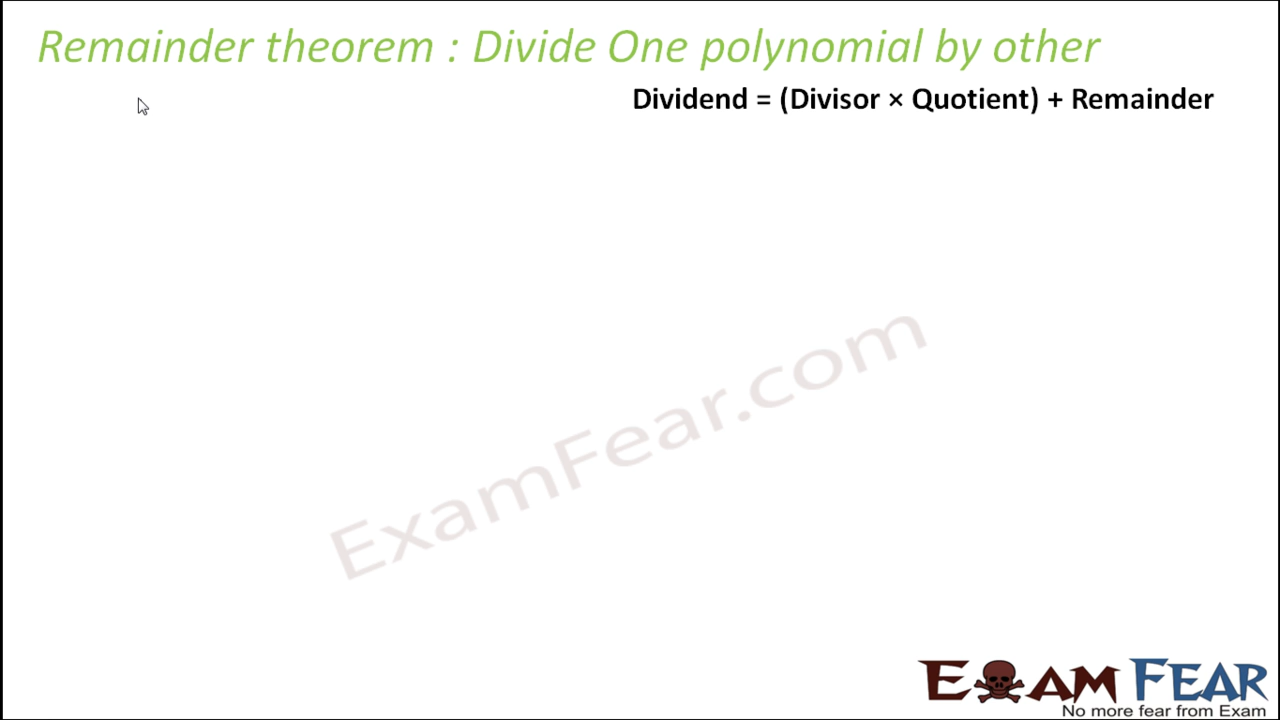 Remainder theorem : Divide One polynomial by other
Dividend = (Divisor × Quotient) + Remainder
ExamFear.com
EXAM FEAR
No more fear from Exam